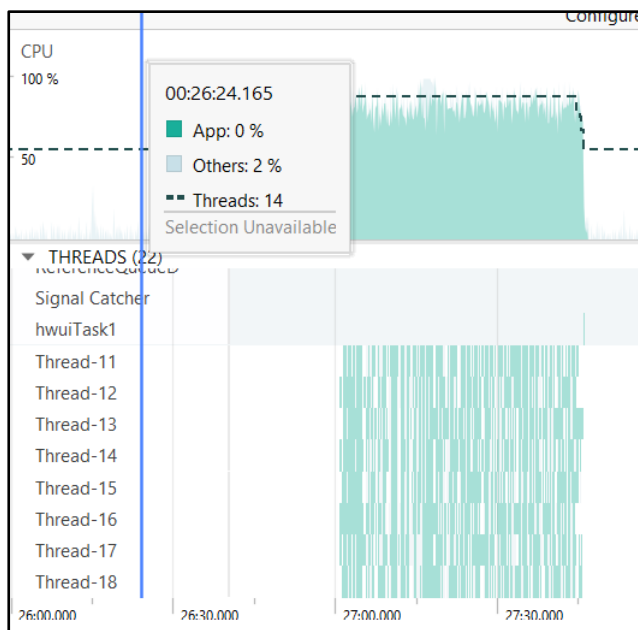 Configure
CPU
100 %
50
00:26:24.165
App: 0 %
Others: 2 %
Threads: 14
Selection Unavailable
THREADS (22)
ReferenceQueueD
Signal Catcher
hwuiTask1
Thread-11
Thread-12
Thread-13
Thread-14
Thread-15
Thread-16
Thread-17
Thread-18
26:00.000 26:30.000 27:00.000 27:30.000